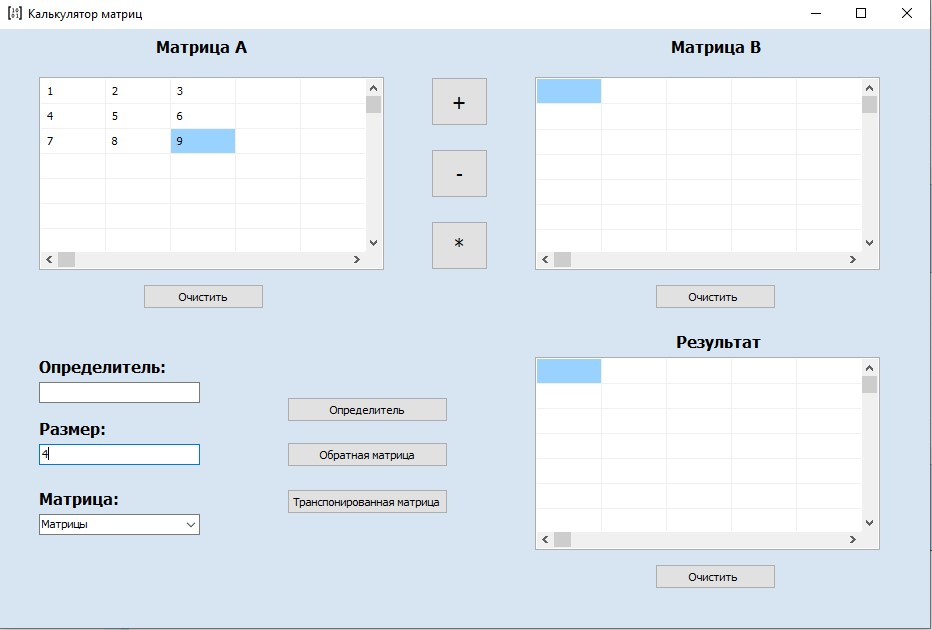 Калькулятор матриц
Матрица A
Матрица B
1 2 3
4 5 6
7 8 9
+
-
*
Очистить
Очистить
Результат
Определитель:
Размер:
4
Матрица:
Матрицы
Определитель
Обратная матрица
Транспонированная матрица
Очистить